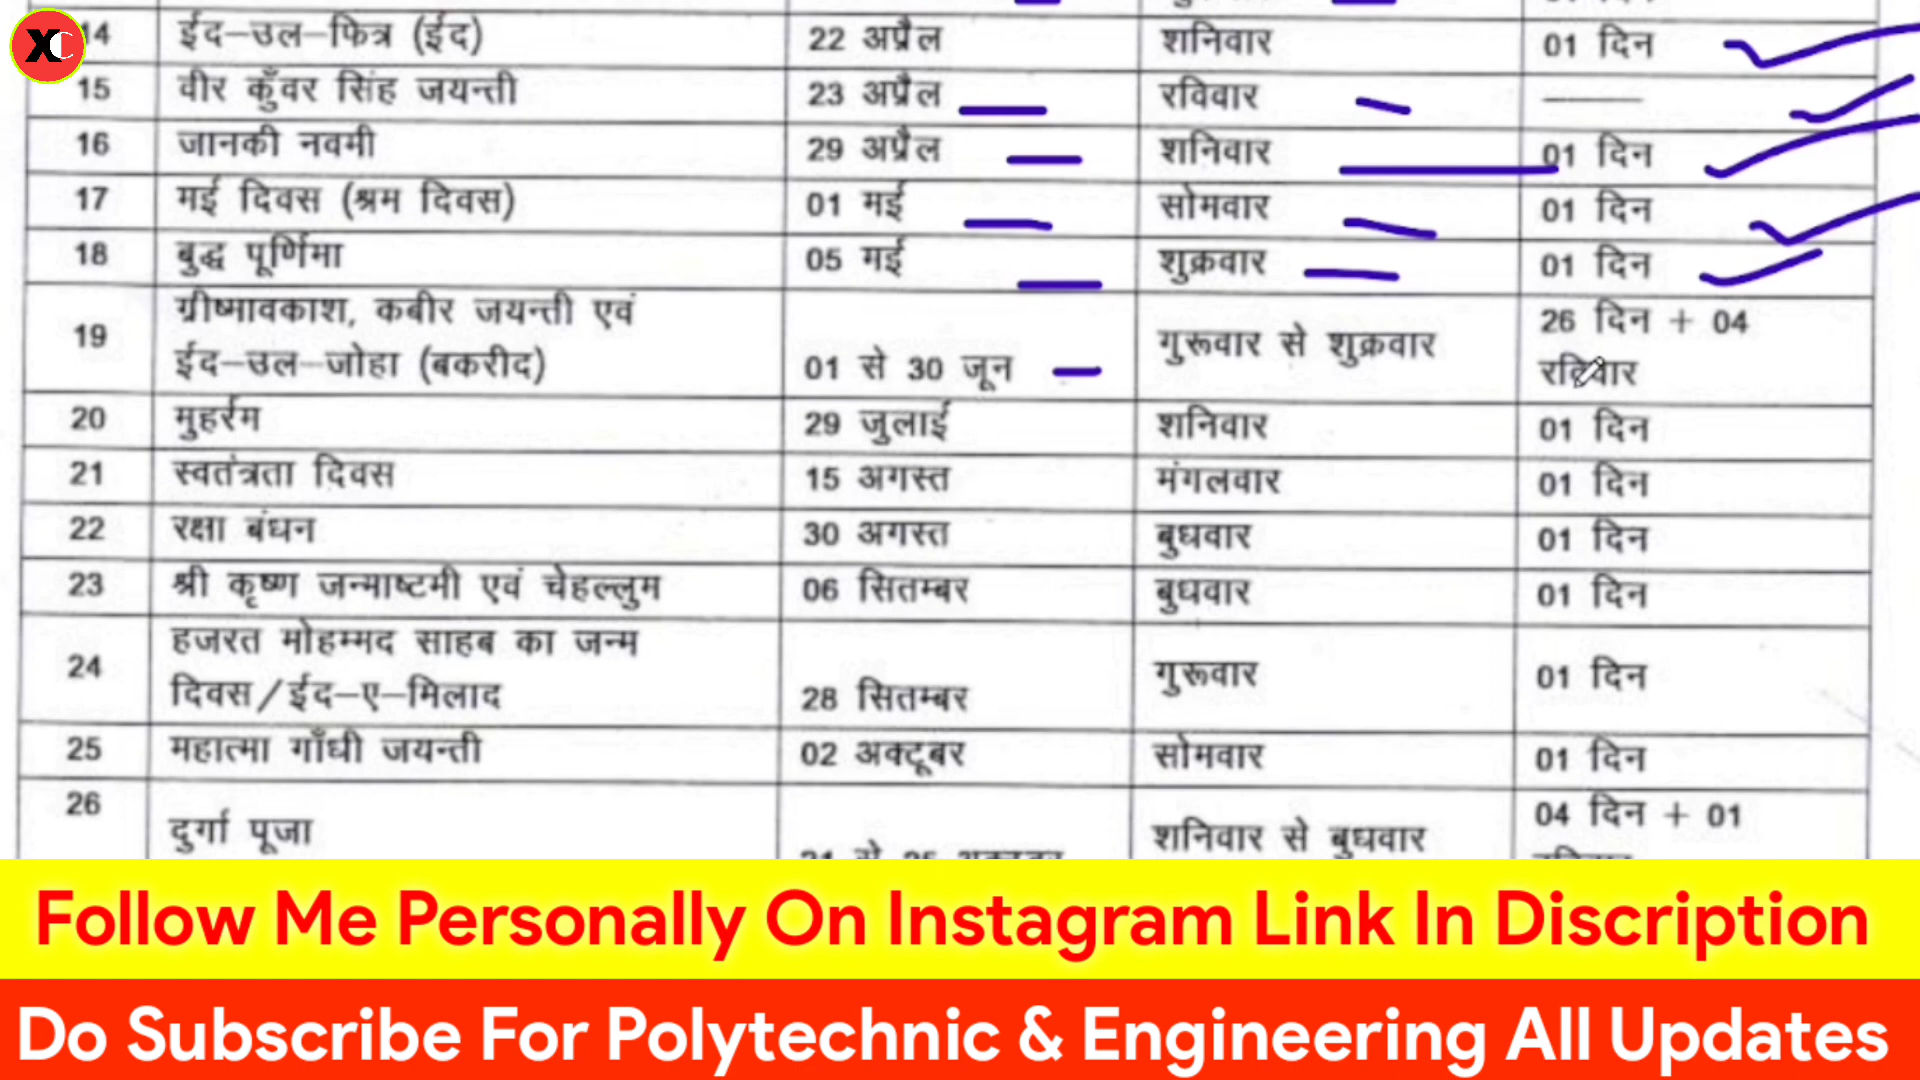 14 ईद–उल–फित्र (ईद) 22 अप्रैल शनिवार 01 दिन
15 वीर कुँवर सिंह जयन्ती 23 अप्रैल रविवार ——
16 जानकी नवमी 29 अप्रैल शनिवार 01 दिन
17 मई दिवस (श्रम दिवस) 01 मई सोमवार 01 दिन
18 बुद्ध पूर्णिमा 05 मई शुक्रवार 01 दिन
19 ग्रीष्मावकाश, कबीर जयन्ती एवं
ईद–उल–जोहा (बकरीद) 01 से 30 जून गुरूवार से शुक्रवार 26 दिन + 04
रविवार
20 मुहर्रम 29 जुलाई शनिवार 01 दिन
21 स्वतंत्रता दिवस 15 अगस्त मंगलवार 01 दिन
22 रक्षा बंधन 30 अगस्त बुधवार 01 दिन
23 श्री कृष्ण जन्माष्टमी एवं चेहल्लुम 06 सितम्बर बुधवार 01 दिन
24 हजरत मोहम्मद साहब का जन्म
दिवस/ईद–ए–मिलाद 28 सितम्बर गुरूवार 01 दिन
25 महात्मा गाँधी जयन्ती 02 अक्टूबर सोमवार 01 दिन
26 दुर्गा पूजा शनिवार से बुधवार 04 दिन + 01
Follow Me Personally On Instagram Link In Discription
Do Subscribe For Polytechnic & Engineering All Updates